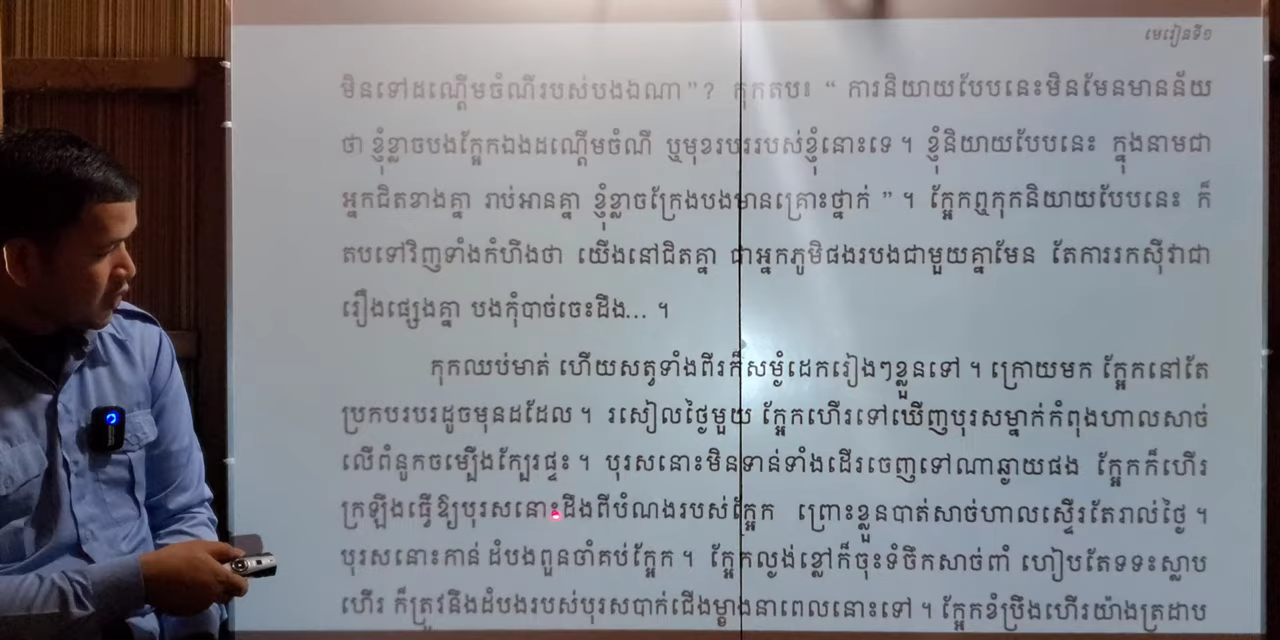 មេរៀនទី១
មិនទៅដណ្ដើមចំណីរបស់បងឯណា”? កុកតប៖ “ ការនិយាយបែបនេះមិនមែនមានន័យ
ថា ខ្ញុំខ្លាចបងក្អែកឯងដណ្ដើមចំណី ឬមុខរបររបស់ខ្ញុំនោះទេ ។ ខ្ញុំនិយាយបែបនេះ ក្នុងនាមជា
អ្នកជិតខាងគ្នា រាប់អានគ្នា ខ្ញុំខ្លាចក្រែងបងមានគ្រោះថ្នាក់ ” ។ ក្អែកឮកុកនិយាយបែបនេះ ក៏
តបទៅវិញទាំងកំហឹងថា យើងនៅជិតគ្នា ជាអ្នកភូមិផងរបងជាមួយគ្នាមែន តែការរកស៊ីវាជា
រឿងផ្សេងគ្នា បងកុំបាច់ចេះដឹង... ។
កុកឈប់មាត់ ហើយសត្វទាំងពីរក៏សម្ងំដេករៀងៗខ្លួនទៅ ។ ក្រោយមក ក្អែកនៅតែ
ប្រកបរបរដូចមុនដដែល ។ រសៀលថ្ងៃមួយ ក្អែកហើរទៅឃើញបុរសម្នាក់កំពុងហាលសាច់
លើពំនូកចម្បើងក្បែរផ្ទះ ។ បុរសនោះមិនទាន់ទាំងដើរចេញទៅណាឆ្ងាយផង ក្អែកក៏ហើរ
ក្រឡឹងធ្វើឱ្យបុរសនោះដឹងពីបំណងរបស់ក្អែក ព្រោះខ្លួនបាត់សាច់ហាលស្ទើរតែរាល់ថ្ងៃ ។
បុរសនោះកាន់ ដំបងពួនចាំគប់ក្អែក ។ ក្អែកល្ងង់ខ្លៅក៏ចុះទំចឹកសាច់ពាំ ហៀបតែទទះស្លាប
ហើរ ក៏ត្រូវនឹងដំបងរបស់បុរសបាក់ជើងម្ខាងនាពេលនោះទៅ ។ ក្អែកខំប្រឹងហើរយ៉ាងត្រដាប